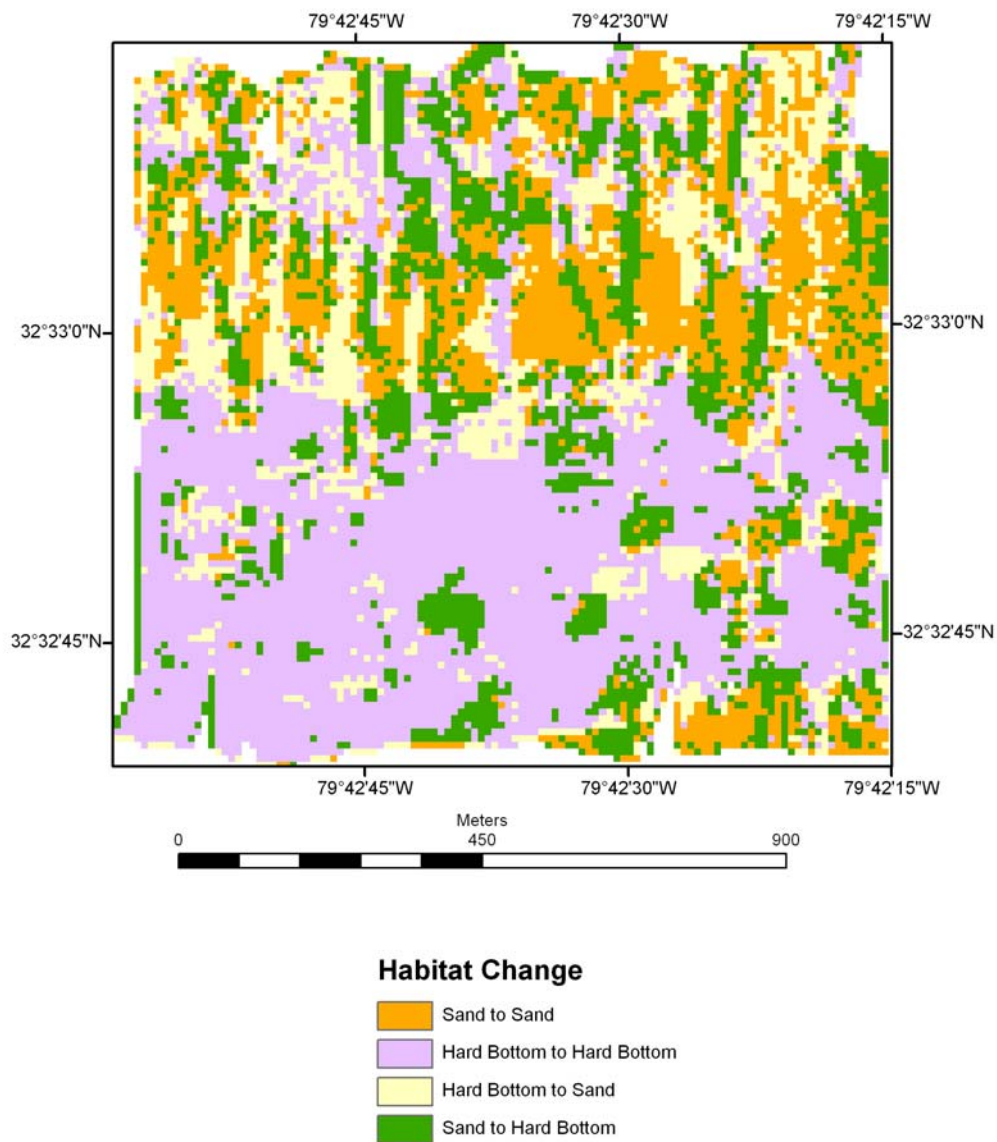 79°42'45"W 79°42'30"W 79°42'15"W
32°33'0"N 32°33'0"N
32°32'45"N 32°32'45"N
79°42'45"W 79°42'30"W 79°42'15"W
Meters
0 450 900
Habitat Change
Sand to Sand
Hard Bottom to Hard Bottom
Hard Bottom to Sand
Sand to Hard Bottom